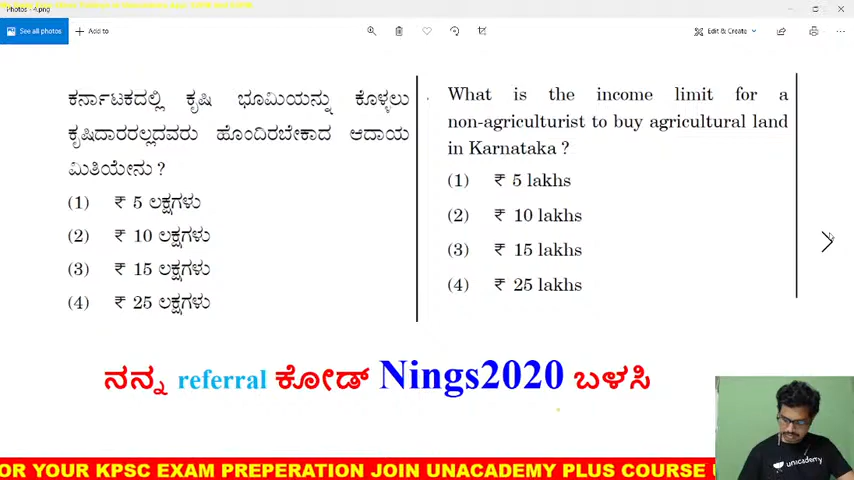 Photos - 4.png
See all photos
+ Add to
Edit & Create
ಕರ್ನಾಟಕದಲ್ಲಿ ಕೃಷಿ ಭೂಮಿಯನ್ನು ಕೊಳ್ಳಲು
ಕೃಷಿದಾರರಲ್ಲದವರು ಹೊಂದಿರಬೇಕಾದ ಆದಾಯ
ಮಿತಿಯೇನು ?
(1) ₹ 5 ಲಕ್ಷಗಳು
(2) ₹ 10 ಲಕ್ಷಗಳು
(3) ₹ 15 ಲಕ್ಷಗಳು
(4) ₹ 25 ಲಕ್ಷಗಳು
What is the income limit for a
non-agriculturist to buy agricultural land
in Karnataka ?
(1) ₹ 5 lakhs
(2) ₹ 10 lakhs
(3) ₹ 15 lakhs
(4) ₹ 25 lakhs
ನನ್ನ referral ಕೋಡ್ Nings2020 ಬಳಸಿ
unacademy
OR YOUR KPSC EXAM PREPERATION JOIN UNACADEMY PLUS COURSE